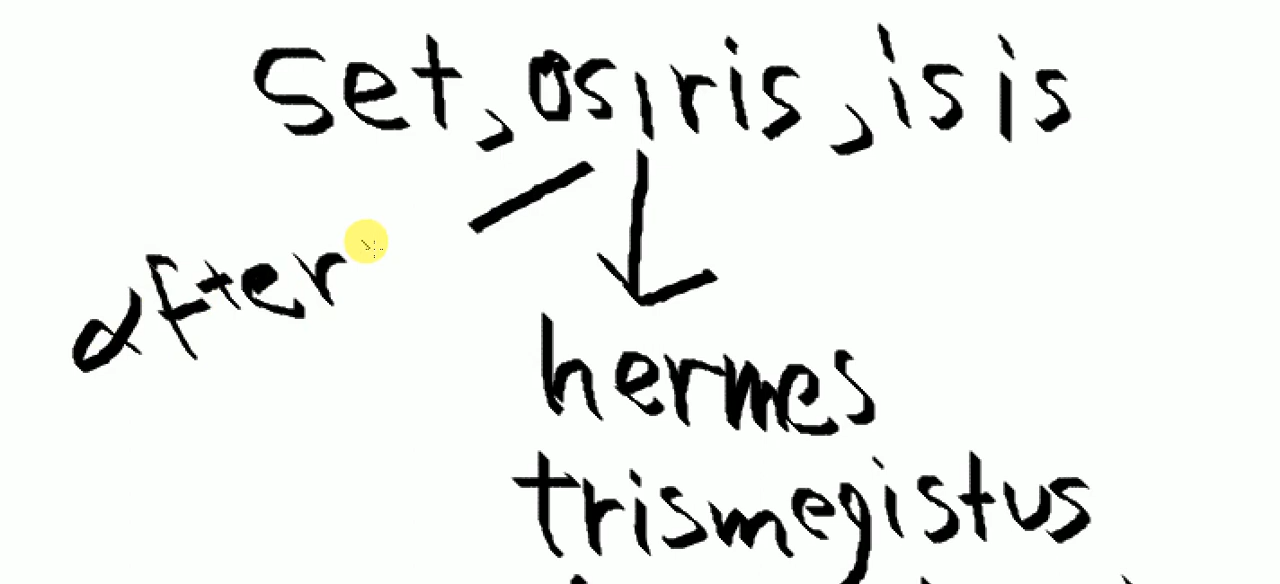 set, osiris, isis
after
hermes
trismegistus